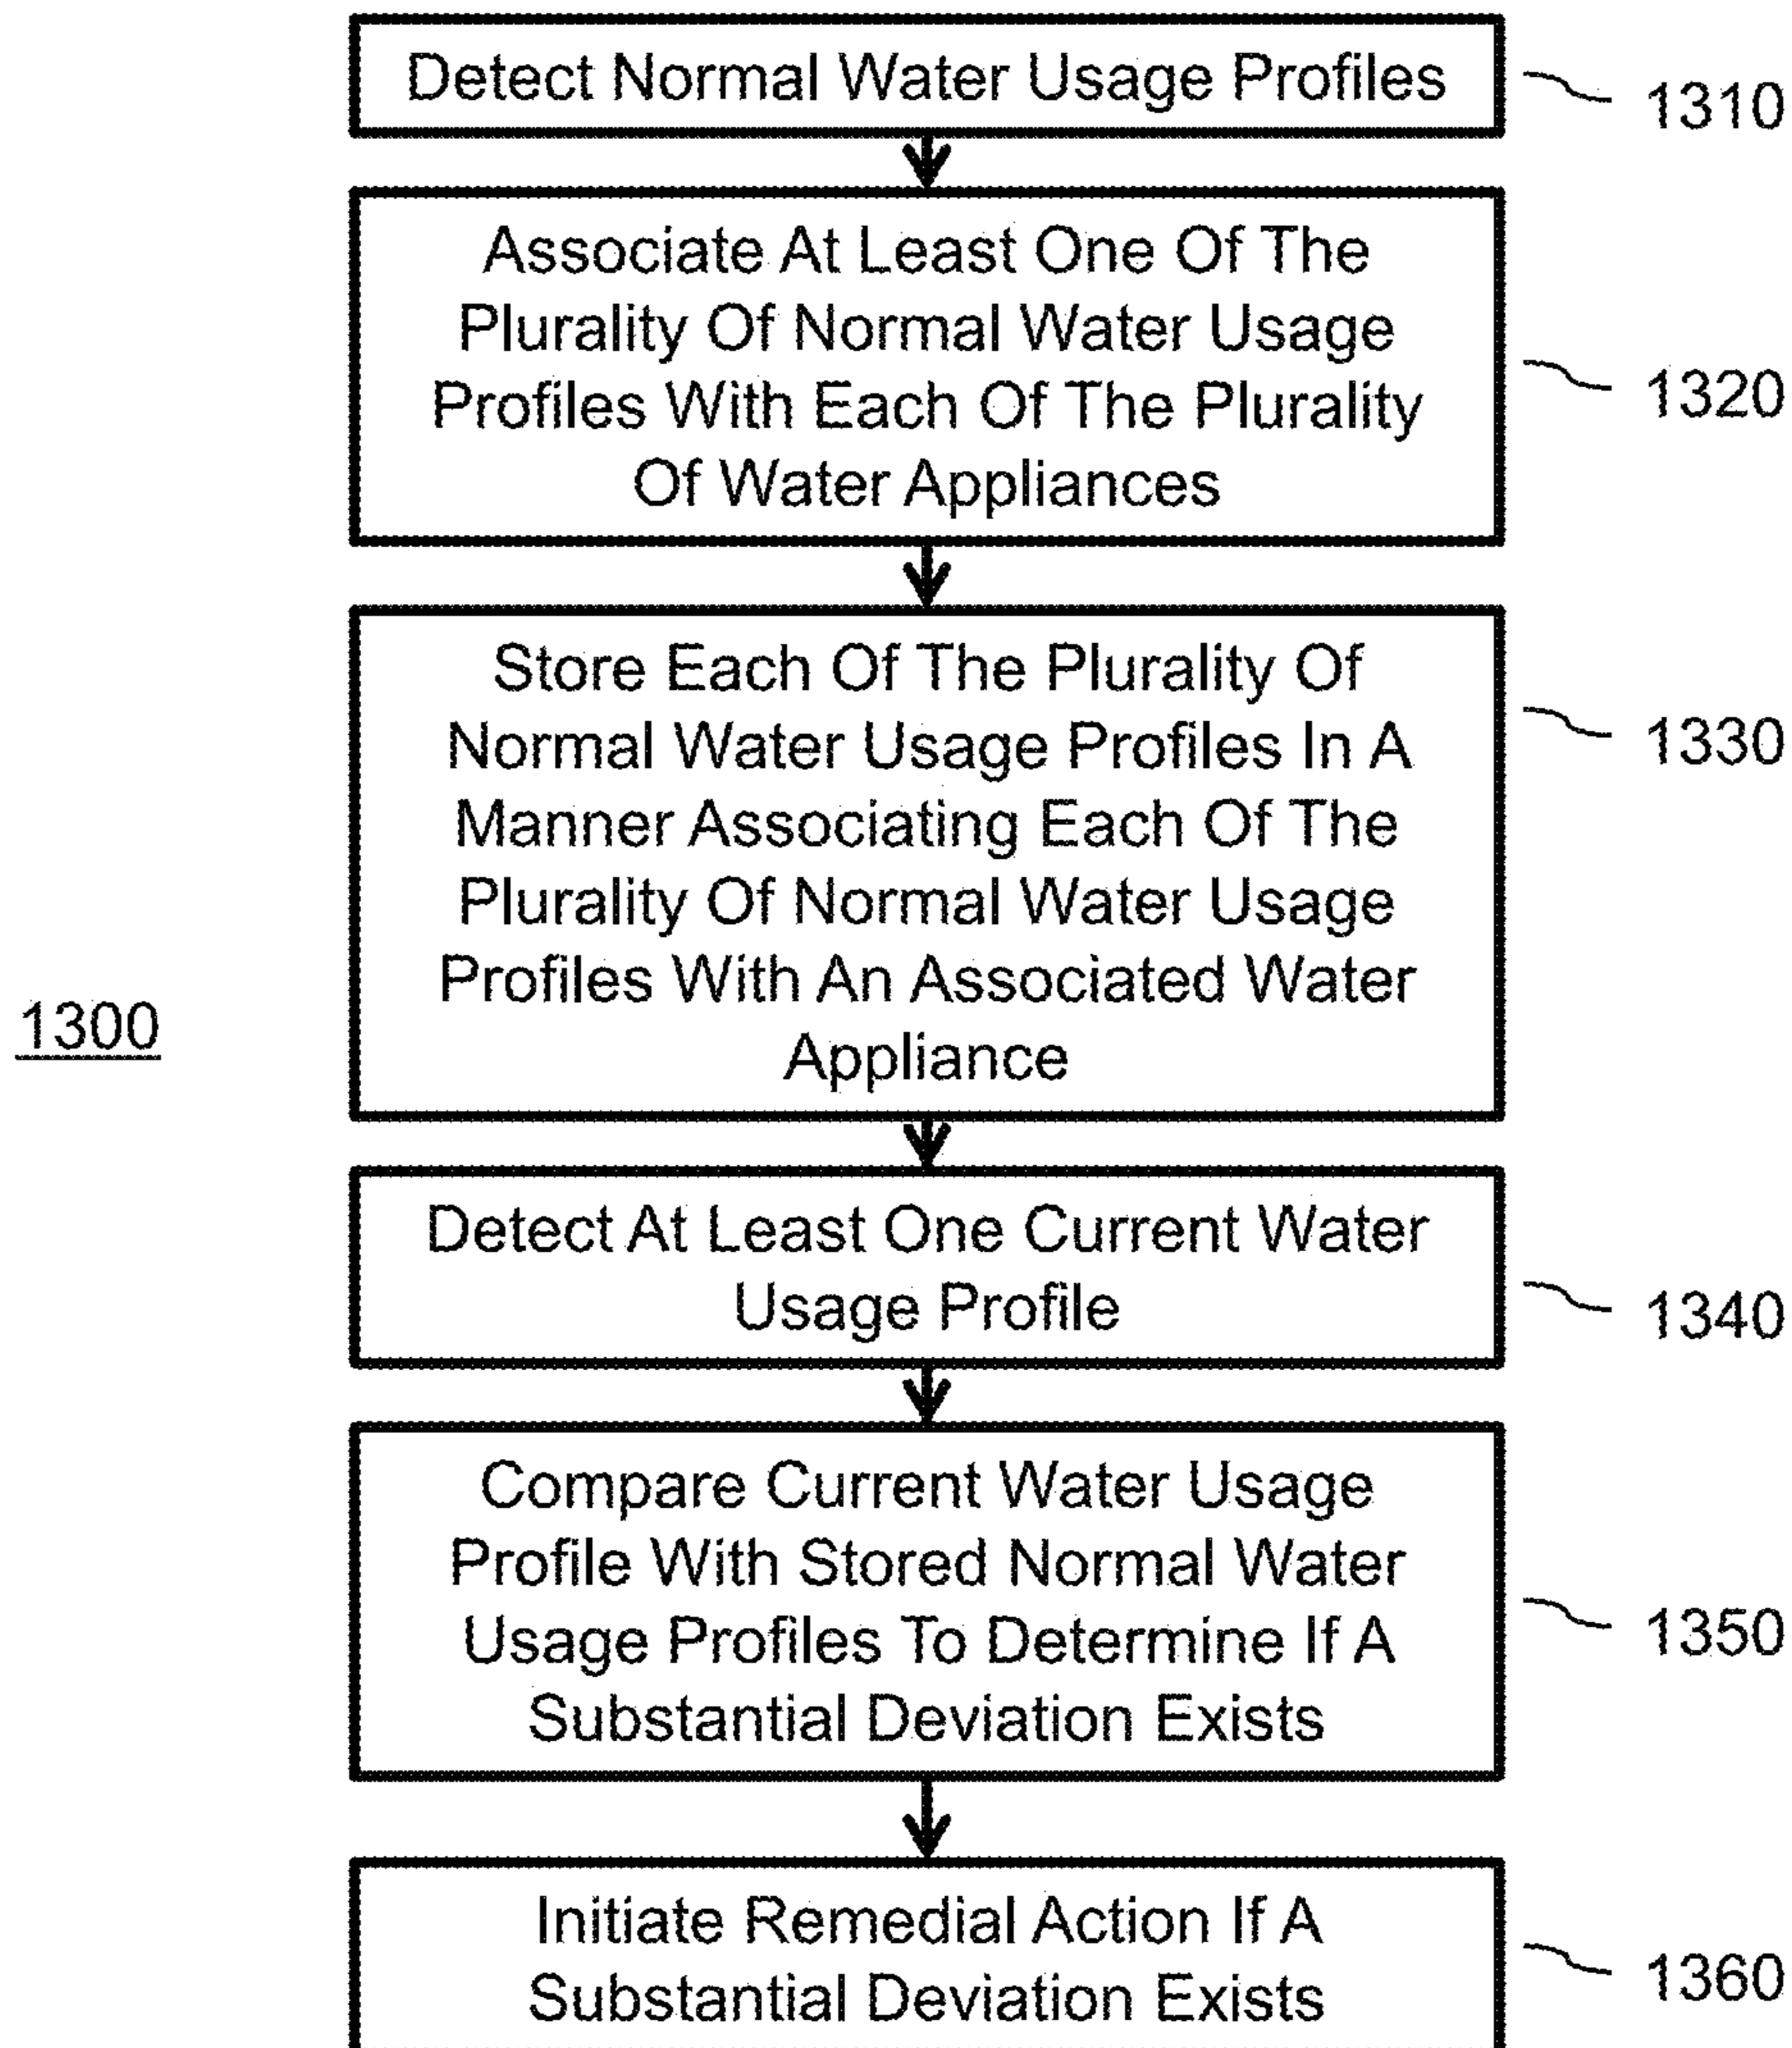 Detect Normal Water Usage Profiles
1310
Associate At Least One Of The
Plurality Of Normal Water Usage
Profiles With Each Of The Plurality
Of Water Appliances
1320
Store Each Of The Plurality Of
Normal Water Usage Profiles In A
Manner Associating Each Of The
Plurality Of Normal Water Usage
Profiles With An Associated Water
Appliance
1330
1300
Detect At Least One Current Water
Usage Profile
1340
Compare Current Water Usage
Profile With Stored Normal Water
Usage Profiles To Determine If A
Substantial Deviation Exists
1350
Initiate Remedial Action If A
Substantial Deviation Exists
1360